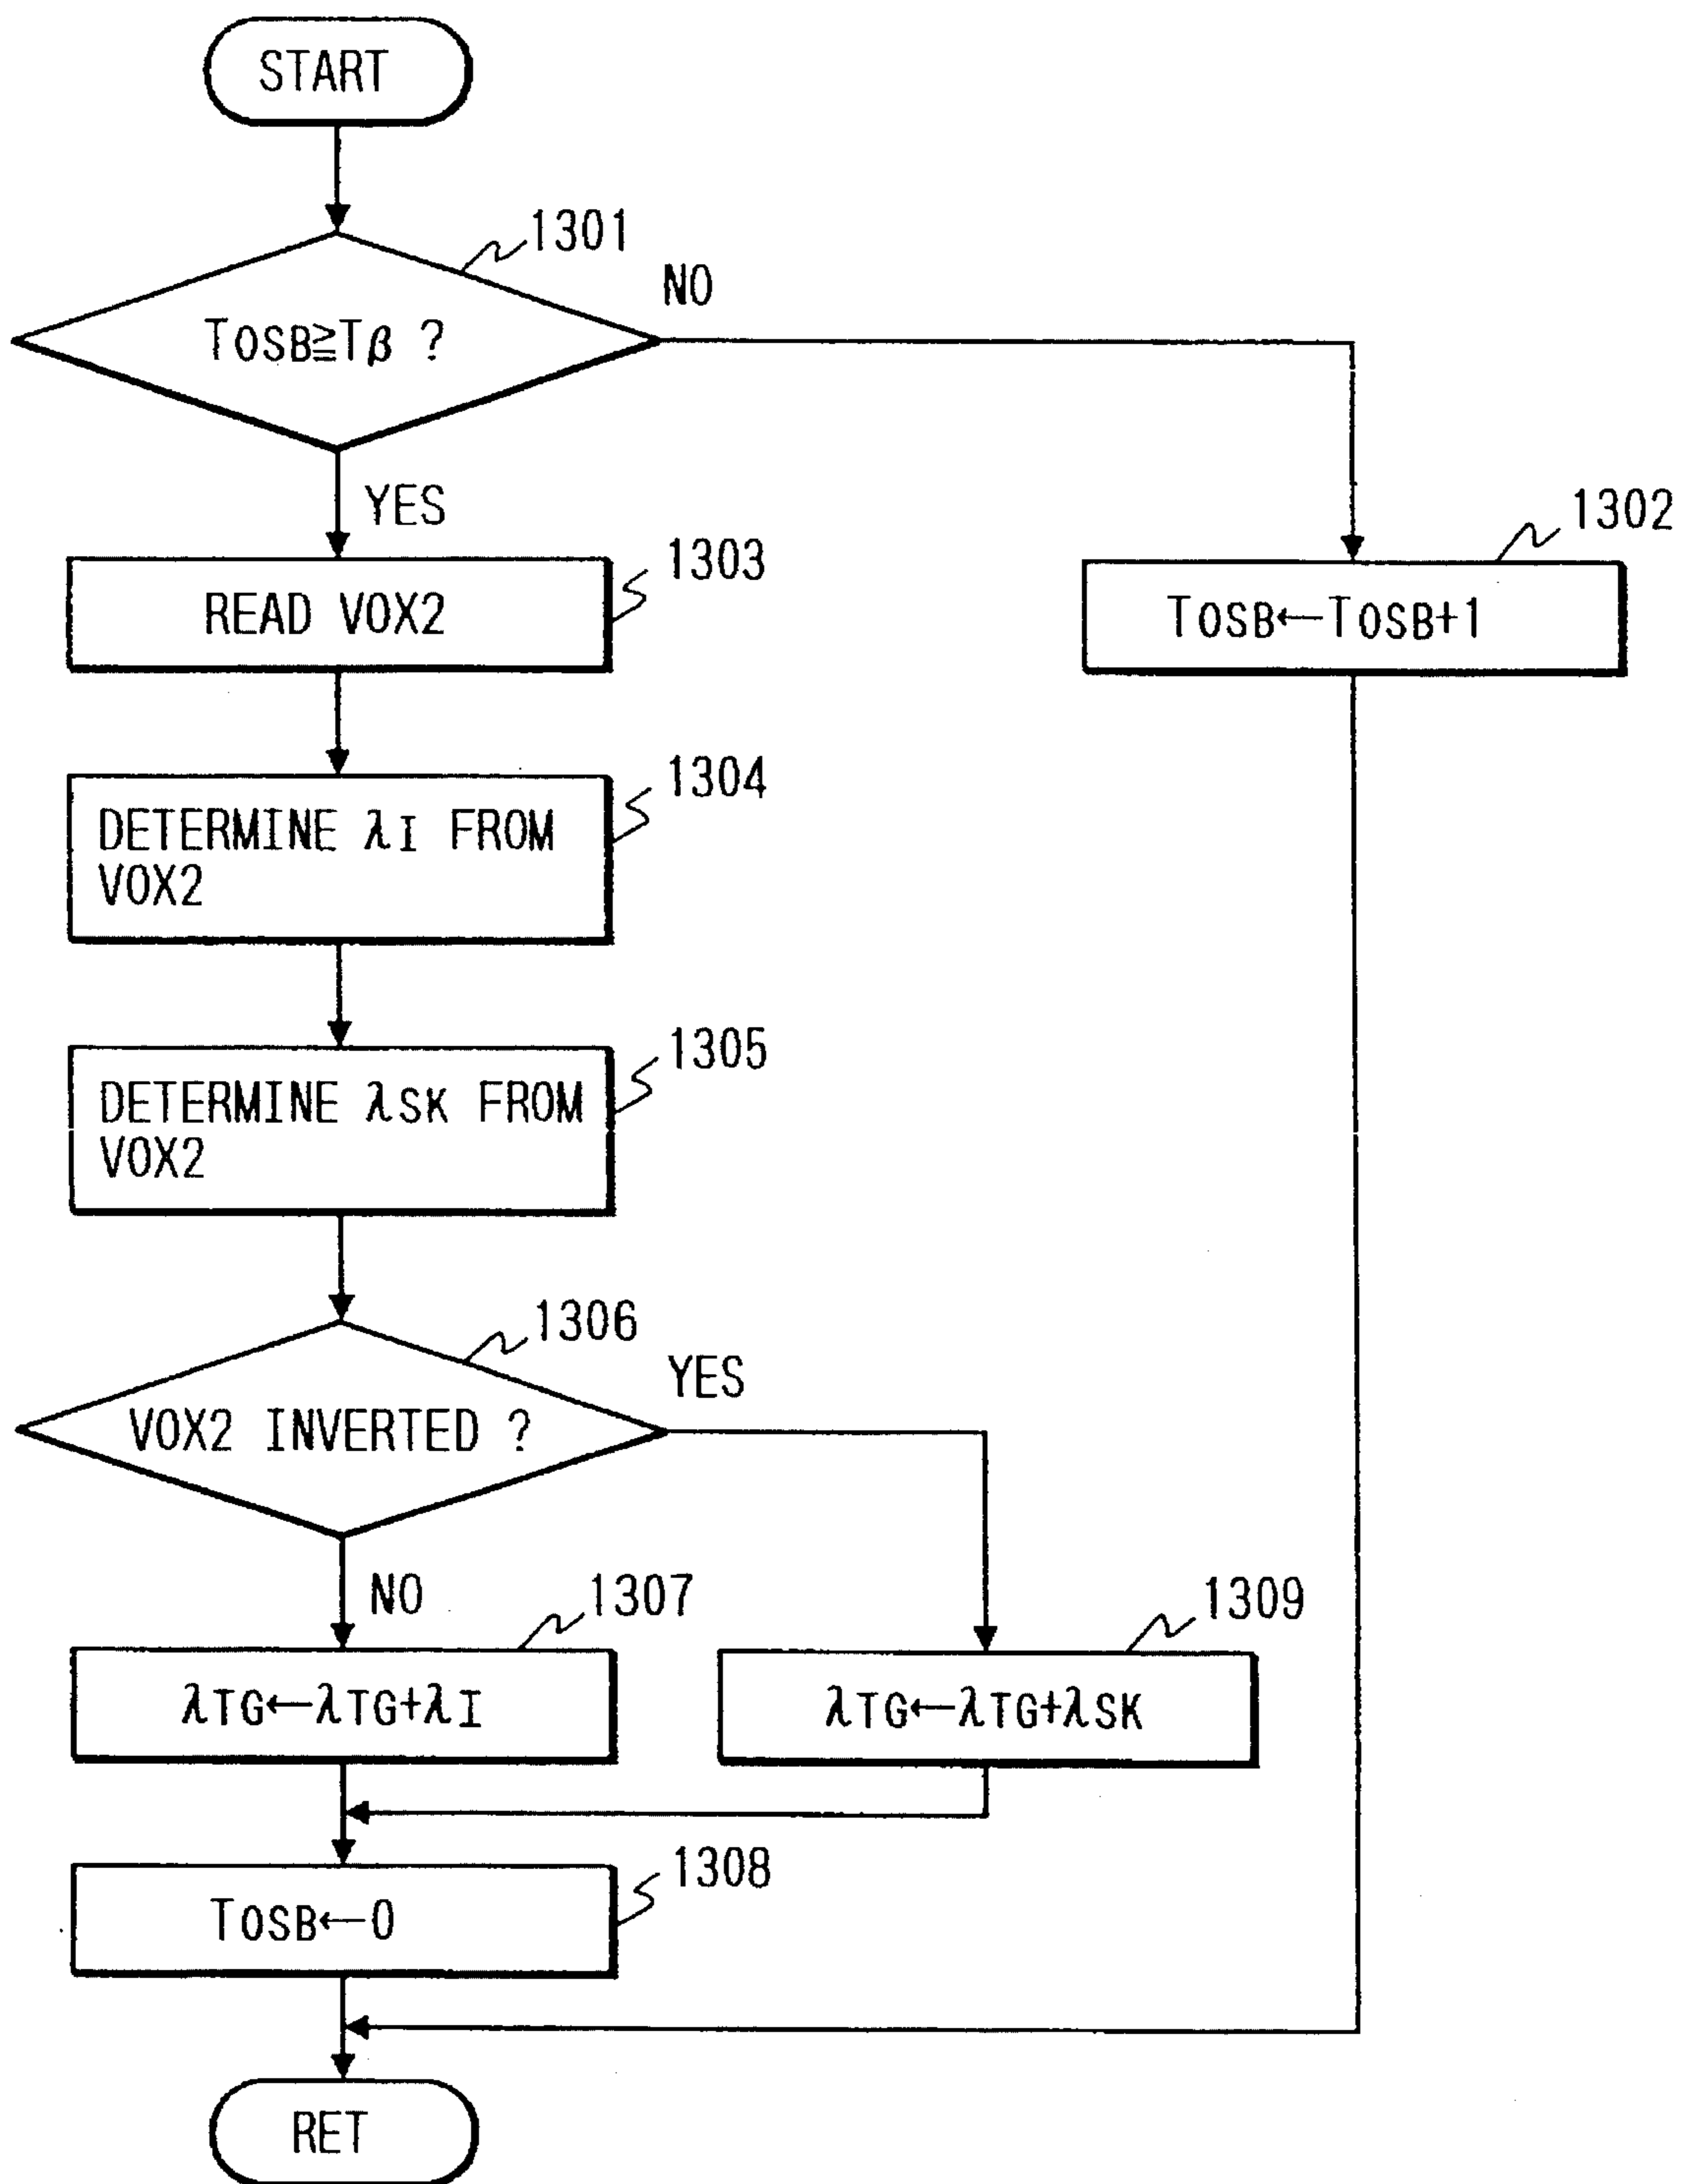 START
1301
NO
TOSB≧Tβ ?
YES
1302
1303
READ VOX2
TOSB←TOSB+1
1304
DETERMINE λI FROM
VOX2
1305
DETERMINE λSK FROM
VOX2
1306
YES
VOX2 INVERTED ?
NO
1307
1309
λTG←λTG+λI
λTG←λTG+λSK
1308
TOSB←0
RET